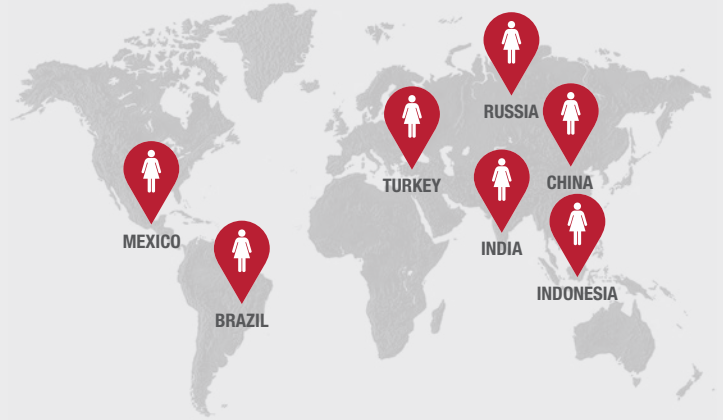 RUSSIA
TURKEY
CHINA
MEXICO
INDIA
INDONESIA
BRAZIL